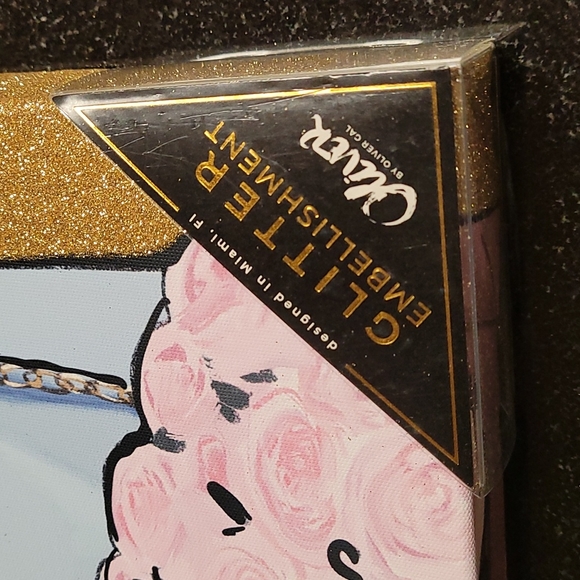 Oliver
BY OLIVER GAL
GLITTER
EMBELLISHMENT
designed in Miami, Fl